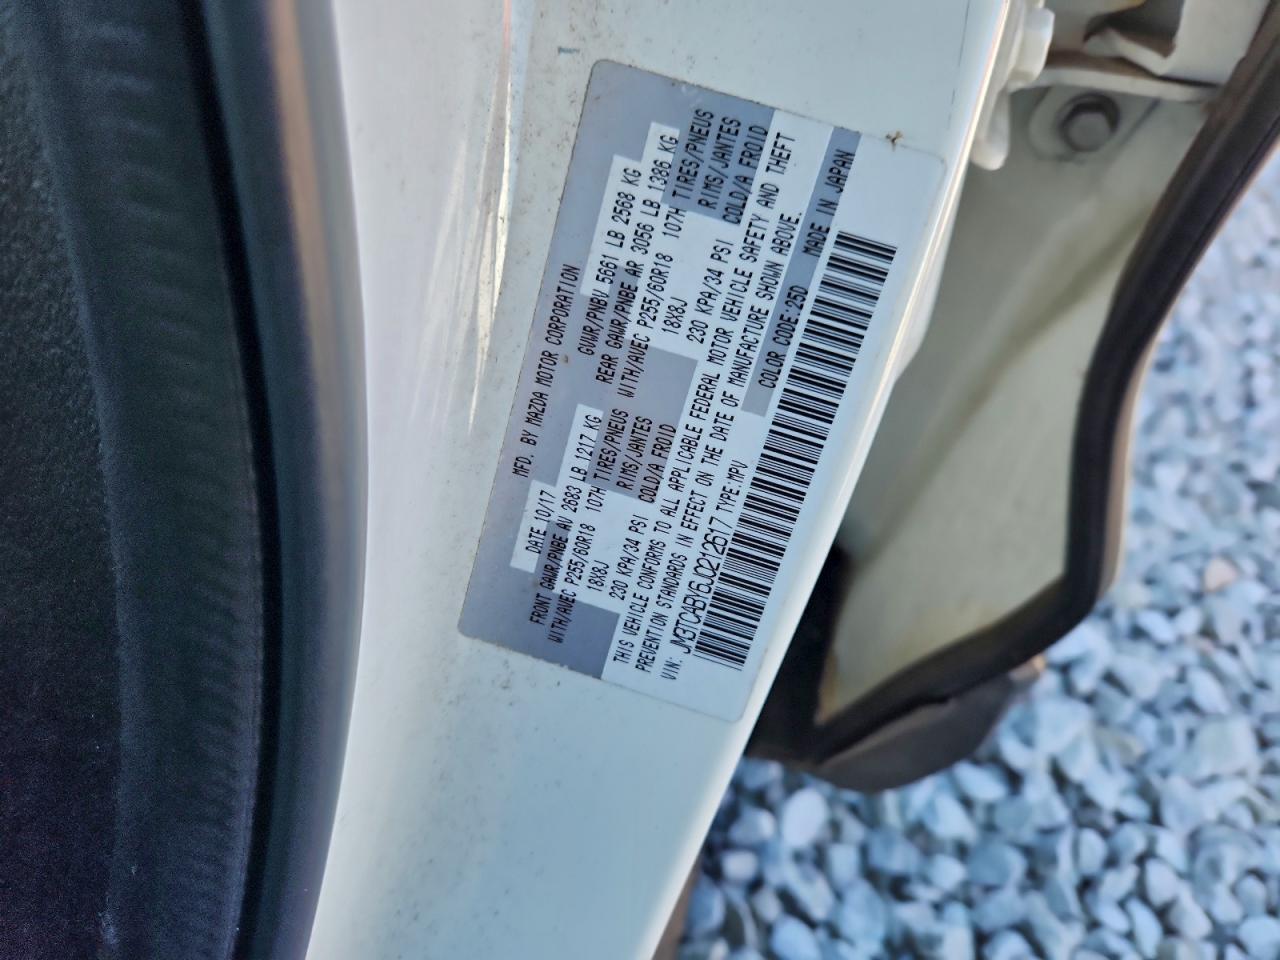 MFD. BY MAZDA MOTOR CORPORATION
DATE 10/17 GVWR/PNBV 5661 LB 2568 KG
FRONT GAWR/PNBE AV 2683 LB 1217 KG REAR GAWR/PNBE AR 3056 LB 1386 KG
WITH/AVEC P255/60R18 107H TIRES/PNEUS WITH/AVEC P255/60R18 107H TIRES/PNEUS
18X8J RIMS/JANTES 18X8J RIMS/JANTES
230 KPA/34 PSI COLD/A FROID 230 KPA/34 PSI COLD/A FROID
THIS VEHICLE CONFORMS TO ALL APPLICABLE FEDERAL MOTOR VEHICLE SAFETY AND THEFT
PREVENTION STANDARDS IN EFFECT ON THE DATE OF MANUFACTURE SHOWN ABOVE.
VIN: JM3TCABY6J0212617 TYPE:MPV COLOR CODE:25D MADE IN JAPAN